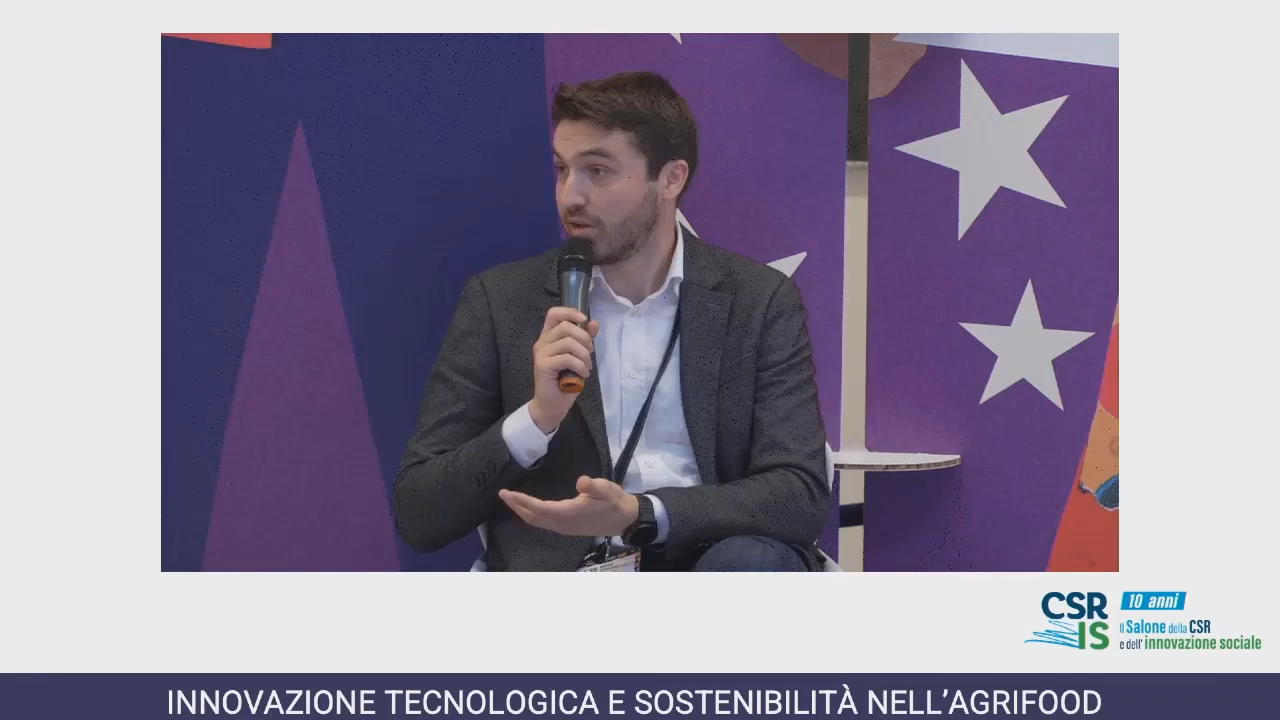 CSR
IS
10 anni
Il Salone della CSR
e dell'innovazione sociale
INNOVAZIONE TECNOLOGICA E SOSTENIBILITÀ NELL’AGRIFOOD